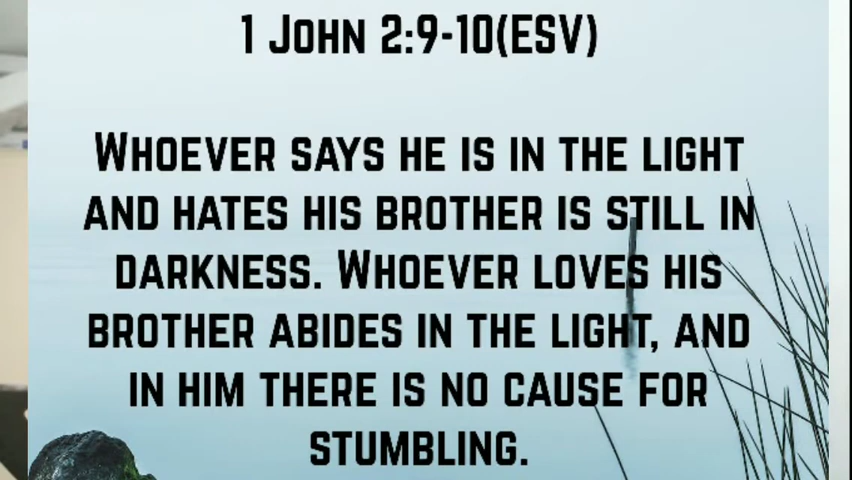 1 John 2:9-10(ESV)
Whoever says he is in the light
and hates his brother is still in
darkness. Whoever loves his
brother abides in the light, and
in him there is no cause for
stumbling.